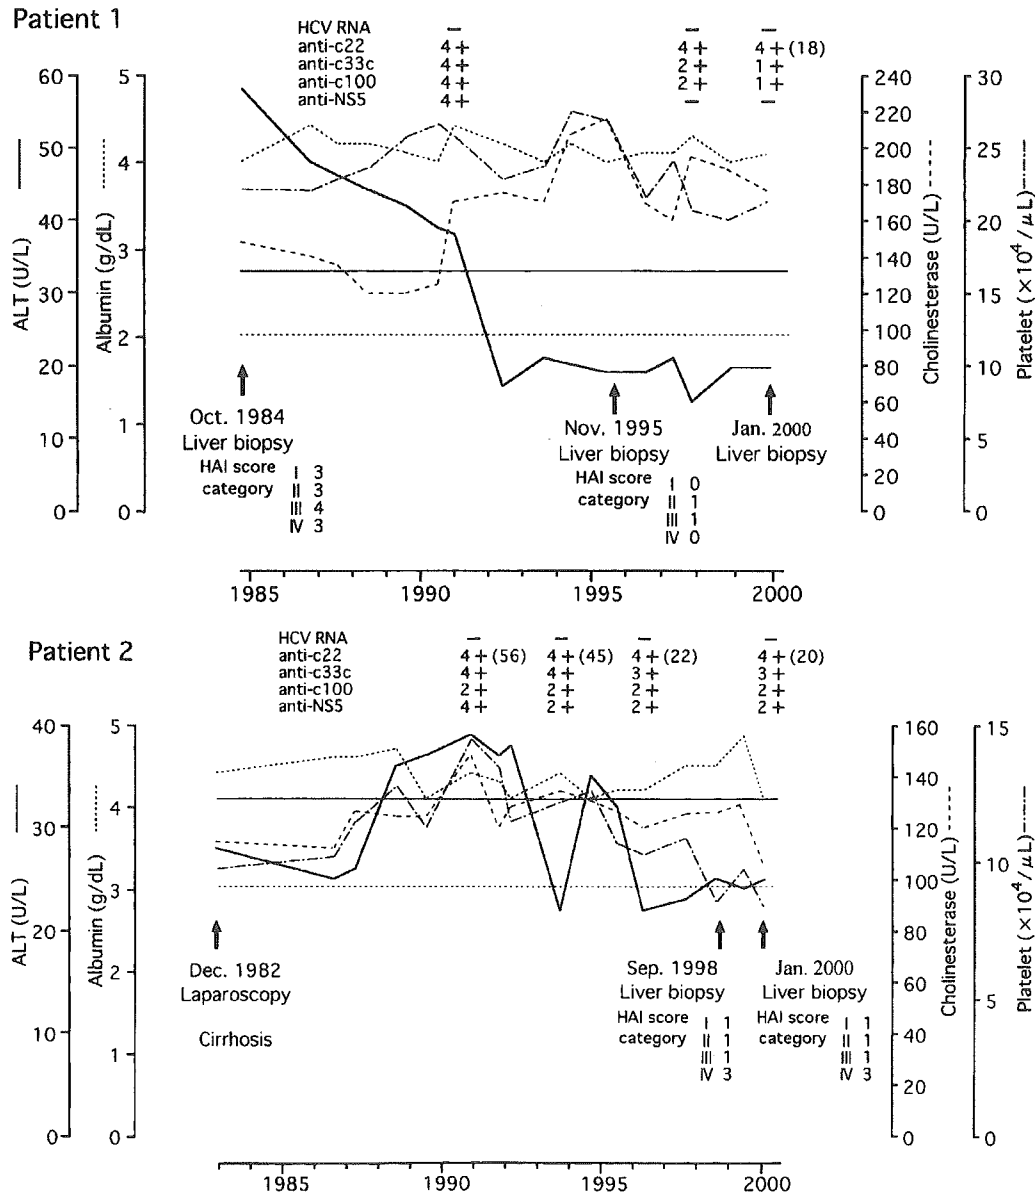 Patient 1
HCV RNA − − −
anti-c22 4+ 4+ 4+(18)
anti-c33c 4+ 2+ 1+
anti-c100 4+ 2+ 1+
anti-NS5 4+ − −
ALT (U/L)
60
50
40
30
20
10
0
Albumin (g/dL)
5
4
3
2
1
0
Cholinesterase (U/L)
240
220
200
180
160
140
120
100
80
60
40
20
0
Platelet (×10⁴/μL)
30
25
20
15
10
5
0
Oct. 1984
Liver biopsy
HAI score
category
I 3
II 3
III 4
IV 3
Nov. 1995
Liver biopsy
HAI score
category
I 0
II 1
III 1
IV 0
Jan. 2000
Liver biopsy
1985 1990 1995 2000
Patient 2
HCV RNA − − − −
anti-c22 4+(56) 4+(45) 4+(22) 4+(20)
anti-c33c 4+ 4+ 3+ 3+
anti-c100 2+ 2+ 2+ 2+
anti-NS5 4+ 2+ 2+ 2+
ALT (U/L)
40
30
20
10
0
Albumin (g/dL)
5
4
3
2
1
0
Cholinesterase (U/L)
160
140
120
100
80
60
40
20
0
Platelet (×10⁴/μL)
15
10
5
0
Dec. 1982
Laparoscopy
Cirrhosis
Sep. 1998
Liver biopsy
HAI score
category
I 1
II 1
III 1
IV 3
Jan. 2000
Liver biopsy
HAI score
category
I 1
II 1
III 1
IV 3
1985 1990 1995 2000